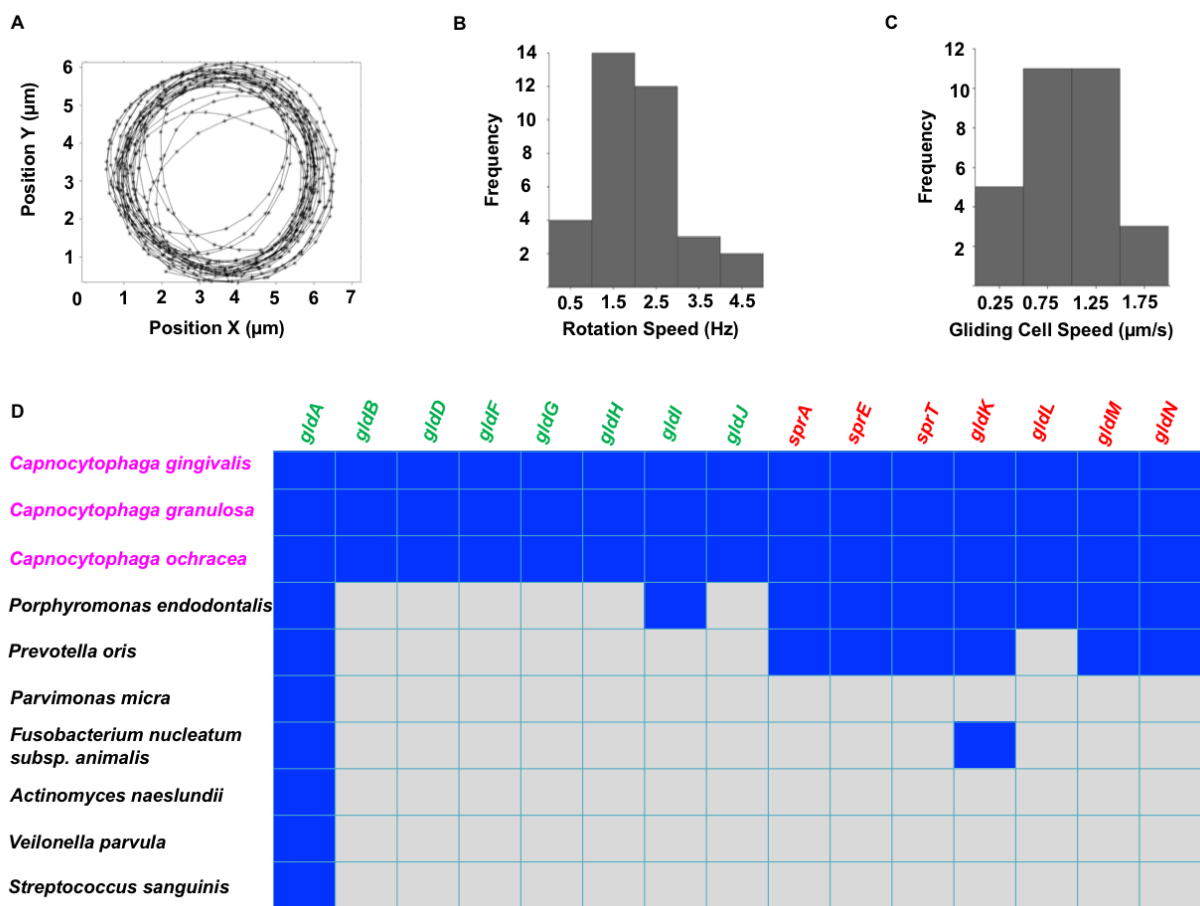 A
B
C
6
5
4
3
2
1
0
1
2
3
4
5
6
7
Position Y (µm)
Position X (µm)
14
12
10
8
6
4
2
Frequency
0.5 1.5 2.5 3.5 4.5
Rotation Speed (Hz)
12
10
8
6
4
2
Frequency
0.25 0.75 1.25 1.75
Gliding Cell Speed (µm/s)
D
gldA gldB gldD gldF gldG gldH gldI gldJ sprA sprE sprT gldK gldL gldM gldN
Capnocytophaga gingivalis
Capnocytophaga granulosa
Capnocytophaga ochracea
Porphyromonas endodontalis
Prevotella oris
Parvimonas micra
Fusobacterium nucleatum
subsp. animalis
Actinomyces naeslundii
Veilonella parvula
Streptococcus sanguinis